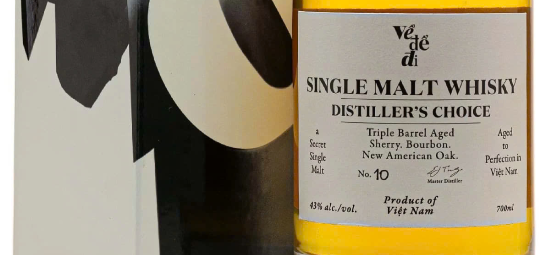 Về
để
đi
SINGLE MALT WHISKY
DISTILLER'S CHOICE
a
Secret
Single
Malt
Triple Barrel Aged
Sherry. Bourbon.
New American Oak.
No. 10
Master Distiller
Aged
to
Perfection in
Việt Nam
43% alc./vol.
Product of
Việt Nam
700ml